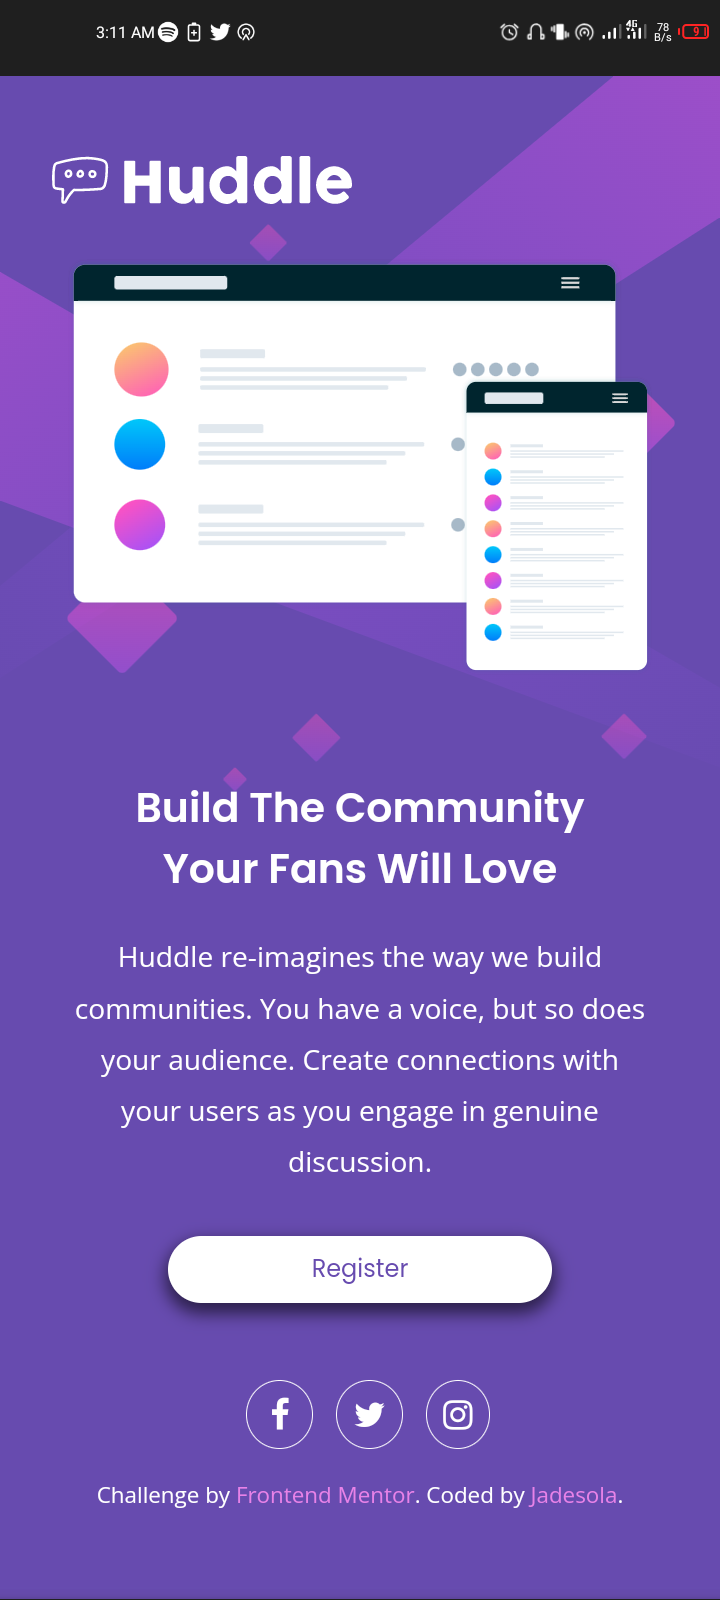 3:11 AM
4G
78
B/s
9
Huddle
Build The Community
Your Fans Will Love
Huddle re-imagines the way we build
communities. You have a voice, but so does
your audience. Create connections with
your users as you engage in genuine
discussion.
Register
Challenge by Frontend Mentor. Coded by Jadesola.